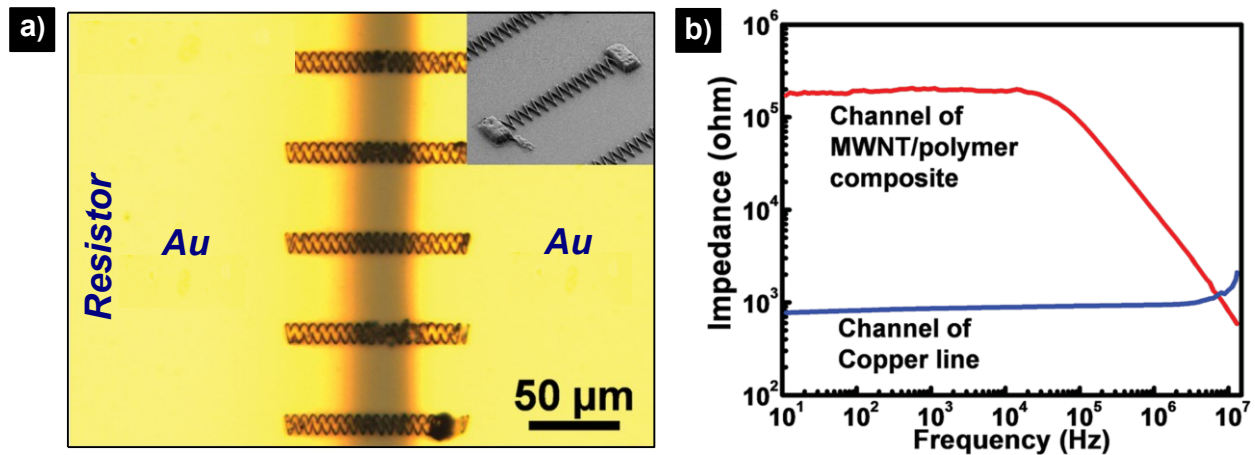 a)
Resistor
Au
Au
50 µm
b)
Impedance (ohm)
10⁶
10⁵
10⁴
10³
10²
Channel of
MWNT/polymer
composite
Channel of
Copper line
10¹ 10² 10³ 10⁴ 10⁵ 10⁶ 10⁷
Frequency (Hz)